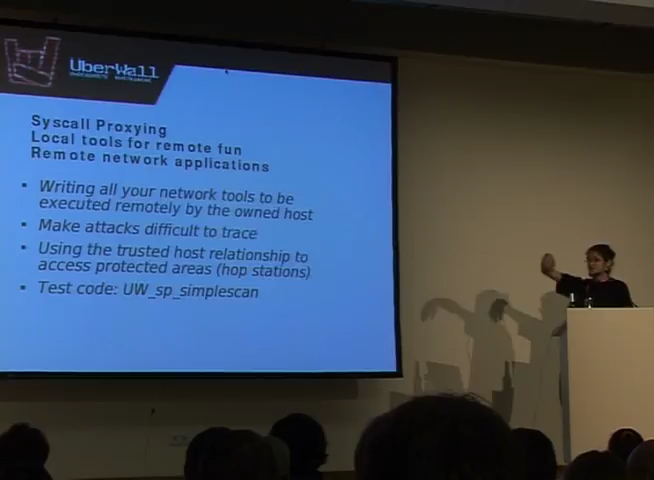 UberWall
Syscall Proxying
Local tools for remote fun
Remote network applications
Writing all your network tools to be
executed remotely by the owned host
Make attacks difficult to trace
Using the trusted host relationship to
access protected areas (hop stations)
Test code: UW_sp_simplescan